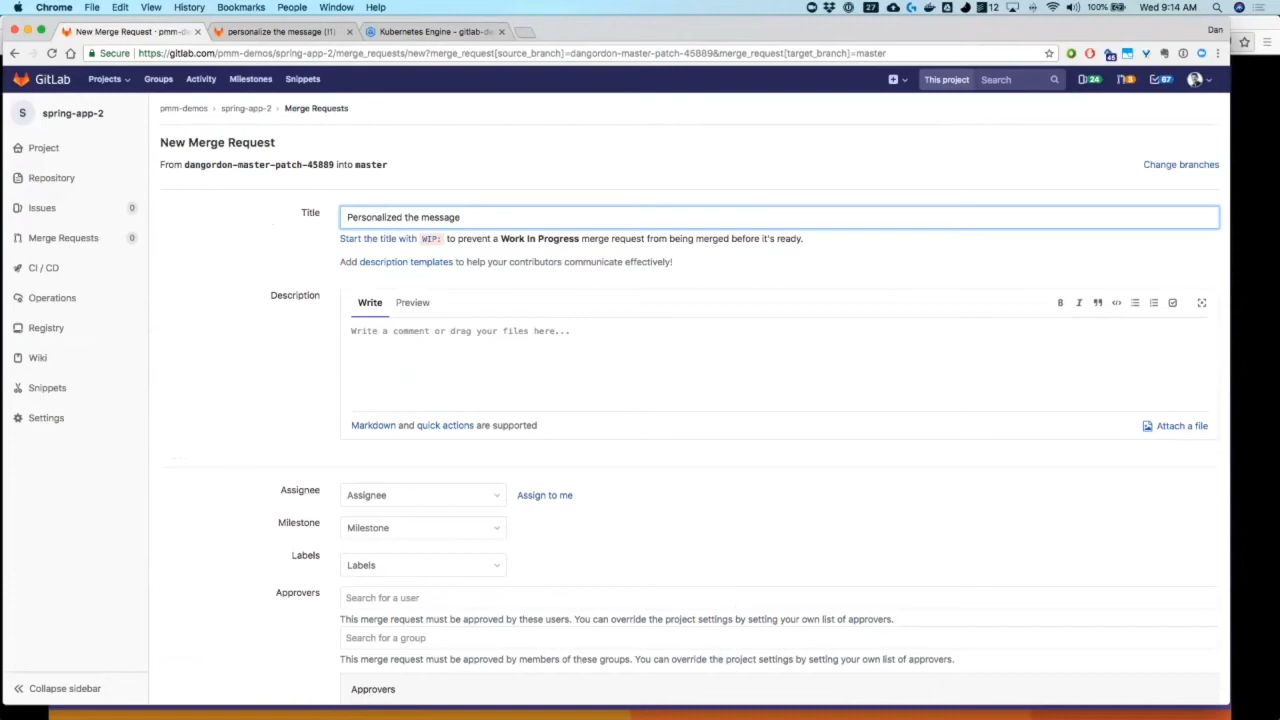 Chrome File Edit View History Bookmarks People Window Help 27 12 100% Wed 9:14 AM
New Merge Request · pmm-d personalize the message (!1) Kubernetes Engine - gitlab-de Dan
Secure https://gitlab.com/pmm-demos/spring-app-2/merge_requests/new?merge_request[source_branch]=dangordon-master-patch-45889&merge_request[target_branch]=master 45
GitLab Projects Groups Activity Milestones Snippets This project Search 24 8 67
S spring-app-2
pmm-demos › spring-app-2 › Merge Requests
New Merge Request
From dangordon-master-patch-45889 into master Change branches
Project
Repository
Issues 0
Merge Requests 0
CI / CD
Operations
Registry
Wiki
Snippets
Settings
Collapse sidebar
Title Personalized the message
Start the title with WIP: to prevent a Work In Progress merge request from being merged before it's ready.
Add description templates to help your contributors communicate effectively!
Description Write Preview
Write a comment or drag your files here...
Markdown and quick actions are supported Attach a file
Assignee Assignee Assign to me
Milestone Milestone
Labels Labels
Approvers Search for a user
This merge request must be approved by these users. You can override the project settings by setting your own list of approvers.
Search for a group
This merge request must be approved by members of these groups. You can override the project settings by setting your own list of approvers.
Approvers